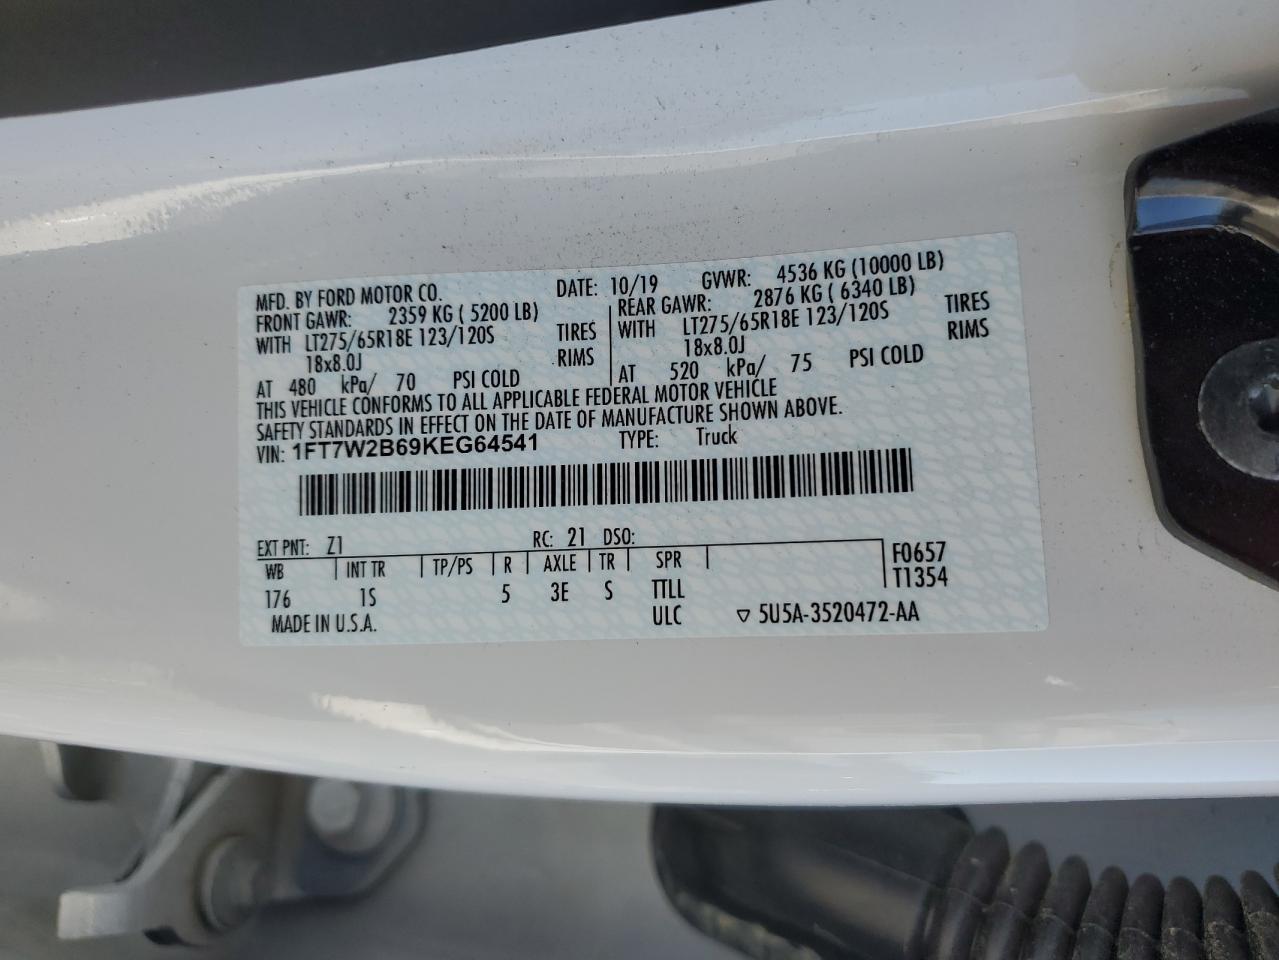 MFD. BY FORD MOTOR CO. DATE: 10/19 GVWR: 4536 KG (10000 LB)
FRONT GAWR: 2359 KG ( 5200 LB) REAR GAWR: 2876 KG ( 6340 LB)
WITH LT275/65R18E 123/120S TIRES WITH LT275/65R18E 123/120S TIRES
18x8.0J RIMS 18x8.0J RIMS
AT 480 kPa/ 70 PSI COLD AT 520 kPa/ 75 PSI COLD
THIS VEHICLE CONFORMS TO ALL APPLICABLE FEDERAL MOTOR VEHICLE
SAFETY STANDARDS IN EFFECT ON THE DATE OF MANUFACTURE SHOWN ABOVE.
VIN: 1FT7W2B69KEG64541 TYPE: Truck
EXT PNT: Z1 RC: 21 DSO:
WB INT TR TP/PS R AXLE TR SPR F0657
176 1S 5 3E S TTLL T1354
MADE IN U.S.A. ULC ▽ 5U5A-3520472-AA